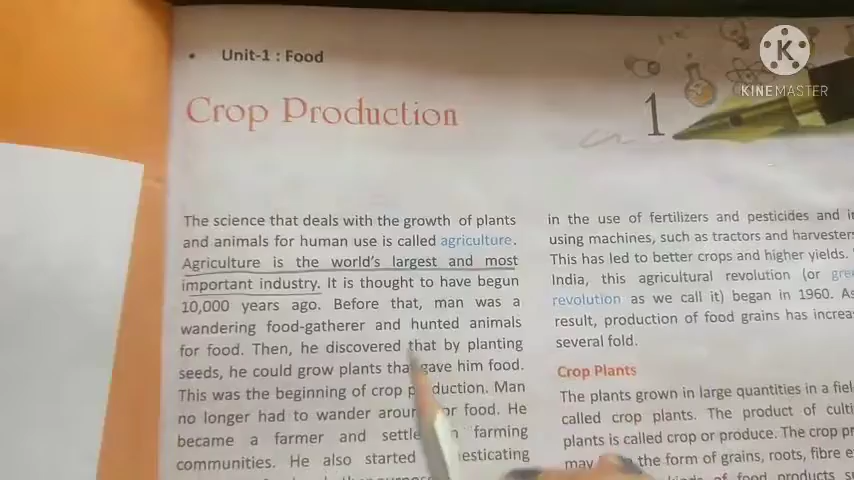 • Unit-1 : Food
Crop Production
1
KINEMASTER
The science that deals with the growth of plants
and animals for human use is called agriculture.
Agriculture is the world's largest and most
important industry. It is thought to have begun
10,000 years ago. Before that, man was a
wandering food-gatherer and hunted animals
for food. Then, he discovered that by planting
seeds, he could grow plants that gave him food.
This was the beginning of crop Man
no longer had to wander food. He
became a farmer and farming
communities. He also started
in the use of fertilizers and pesticides and
using machines, such as tractors and
This has led to better crops and higher yields.
India, this agricultural revolution (or
revolution as we call it) began in 1960.
result, production of food grains has
several fold.
Crop Plants
The plants grown in large quantities in a
called crop plants. The product of
plants is called crop or produce. The crop
may the form of grains, roots, fibre
of food products